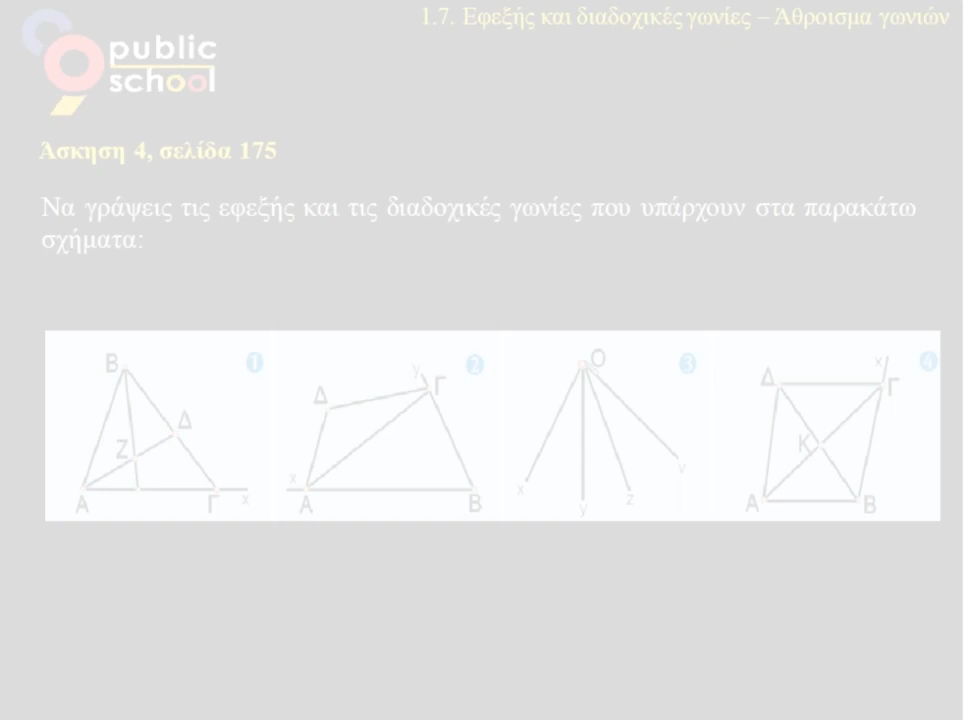 1.7. Εφεξής και διαδοχικές γωνίες – Άθροισμα γωνιών
public
school
Άσκηση 4, σελίδα 175
Να γράψεις τις εφεξής και τις διαδοχικές γωνίες που υπάρχουν στα παρακάτω
σχήματα:
Β 1
Δ
Ζ
Α Γ x
2
y Γ
Δ
x Α Β
Ο 3
x y z v
x 4
Δ Γ
Κ
Α Β